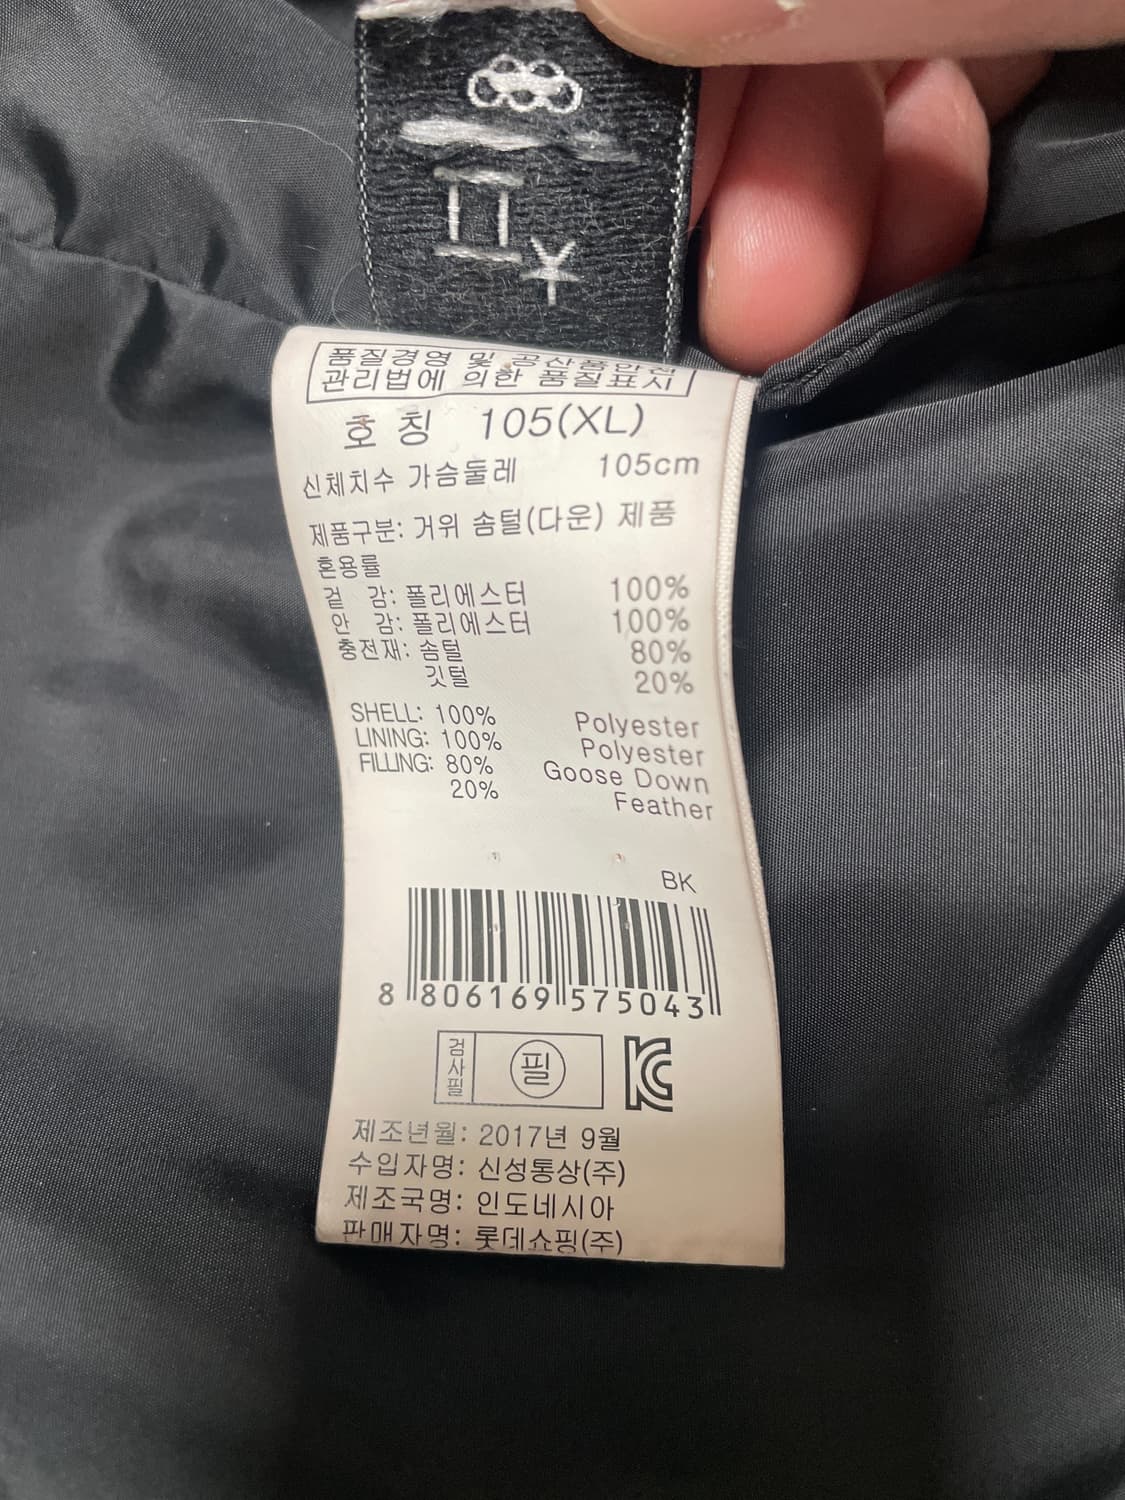 품질경영 및 공산품안전
관리법에 의한 품질표시
호 칭 105(XL)
신체치수 가슴둘레 105cm
제품구분: 거위 솜털(다운) 제품
혼용률
겉 감: 폴리에스터 100%
안 감: 폴리에스터 100%
충전재: 솜털 80%
깃털 20%
SHELL: 100% Polyester
LINING: 100% Polyester
FILLING: 80% Goose Down
20% Feather
BK
8 806169 575043
검사필 필 KC
제조년월: 2017년 9월
수입자명: 신성통상(주)
제조국명: 인도네시아
판매자명: 롯데쇼핑(주)